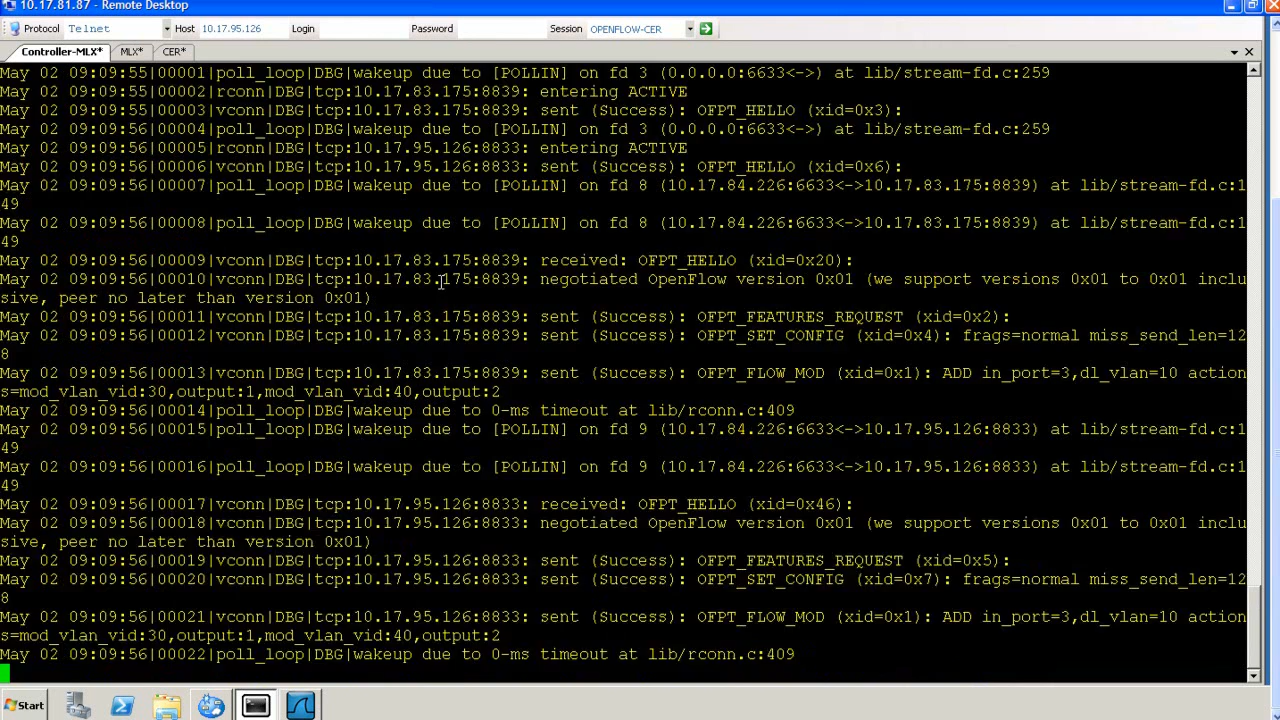 10.17.81.87 - Remote Desktop
Protocol Telnet Host 10.17.95.126 Login Password Session OPENFLOW-CER
Controller-MLX* MLX* CER*
May 02 09:09:55|00001|poll_loop|DBG|wakeup due to [POLLIN] on fd 3 (0.0.0.0:6633<->) at lib/stream-fd.c:259
May 02 09:09:55|00002|rconn|DBG|tcp:10.17.83.175:8839: entering ACTIVE
May 02 09:09:55|00003|vconn|DBG|tcp:10.17.83.175:8839: sent (Success): OFPT_HELLO (xid=0x3):
May 02 09:09:56|00004|poll_loop|DBG|wakeup due to [POLLIN] on fd 3 (0.0.0.0:6633<->) at lib/stream-fd.c:259
May 02 09:09:56|00005|rconn|DBG|tcp:10.17.95.126:8833: entering ACTIVE
May 02 09:09:56|00006|vconn|DBG|tcp:10.17.95.126:8833: sent (Success): OFPT_HELLO (xid=0x6):
May 02 09:09:56|00007|poll_loop|DBG|wakeup due to [POLLIN] on fd 8 (10.17.84.226:6633<->10.17.83.175:8839) at lib/stream-fd.c:1
49
May 02 09:09:56|00008|poll_loop|DBG|wakeup due to [POLLIN] on fd 8 (10.17.84.226:6633<->10.17.83.175:8839) at lib/stream-fd.c:1
49
May 02 09:09:56|00009|vconn|DBG|tcp:10.17.83.175:8839: received: OFPT_HELLO (xid=0x20):
May 02 09:09:56|00010|vconn|DBG|tcp:10.17.83.175:8839: negotiated OpenFlow version 0x01 (we support versions 0x01 to 0x01 inclu
sive, peer no later than version 0x01)
May 02 09:09:56|00011|vconn|DBG|tcp:10.17.83.175:8839: sent (Success): OFPT_FEATURES_REQUEST (xid=0x2):
May 02 09:09:56|00012|vconn|DBG|tcp:10.17.83.175:8839: sent (Success): OFPT_SET_CONFIG (xid=0x4): frags=normal miss_send_len=12
8
May 02 09:09:56|00013|vconn|DBG|tcp:10.17.83.175:8839: sent (Success): OFPT_FLOW_MOD (xid=0x1): ADD in_port=3,dl_vlan=10 action
s=mod_vlan_vid:30,output:1,mod_vlan_vid:40,output:2
May 02 09:09:56|00014|poll_loop|DBG|wakeup due to 0-ms timeout at lib/rconn.c:409
May 02 09:09:56|00015|poll_loop|DBG|wakeup due to [POLLIN] on fd 9 (10.17.84.226:6633<->10.17.95.126:8833) at lib/stream-fd.c:1
49
May 02 09:09:56|00016|poll_loop|DBG|wakeup due to [POLLIN] on fd 9 (10.17.84.226:6633<->10.17.95.126:8833) at lib/stream-fd.c:1
49
May 02 09:09:56|00017|vconn|DBG|tcp:10.17.95.126:8833: received: OFPT_HELLO (xid=0x46):
May 02 09:09:56|00018|vconn|DBG|tcp:10.17.95.126:8833: negotiated OpenFlow version 0x01 (we support versions 0x01 to 0x01 inclu
sive, peer no later than version 0x01)
May 02 09:09:56|00019|vconn|DBG|tcp:10.17.95.126:8833: sent (Success): OFPT_FEATURES_REQUEST (xid=0x5):
May 02 09:09:56|00020|vconn|DBG|tcp:10.17.95.126:8833: sent (Success): OFPT_SET_CONFIG (xid=0x7): frags=normal miss_send_len=12
8
May 02 09:09:56|00021|vconn|DBG|tcp:10.17.95.126:8833: sent (Success): OFPT_FLOW_MOD (xid=0x1): ADD in_port=3,dl_vlan=10 action
s=mod_vlan_vid:30,output:1,mod_vlan_vid:40,output:2
May 02 09:09:56|00022|poll_loop|DBG|wakeup due to 0-ms timeout at lib/rconn.c:409
Start